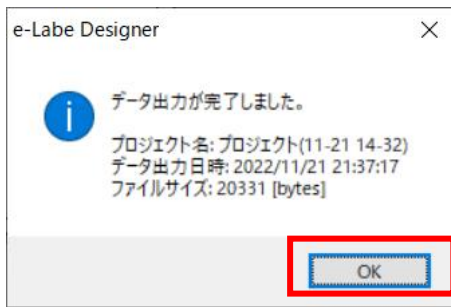 e-Labe Designer
データ出力が完了しました。
プロジェクト名: プロジェクト(11-21 14-32)
データ出力日時: 2022/11/21 21:37:17
ファイルサイズ: 20331 [bytes]
OK